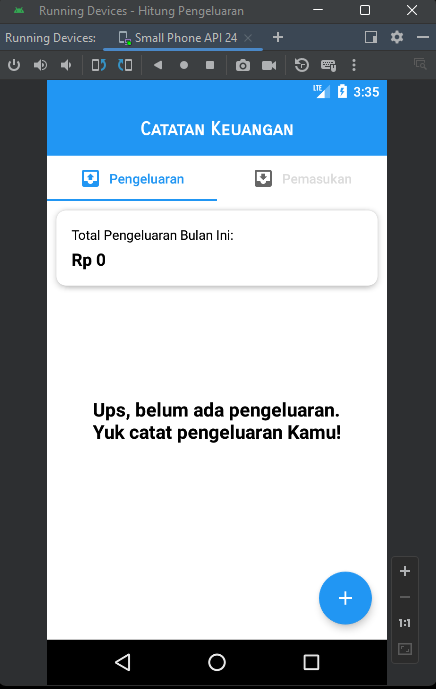 Running Devices - Hitung Pengeluaran
Running Devices:
Small Phone API 24
LTE
3:35
Catatan Keuangan
Pengeluaran
Pemasukan
Total Pengeluaran Bulan Ini:
Rp 0
Ups, belum ada pengeluaran.
Yuk catat pengeluaran Kamu!
1:1